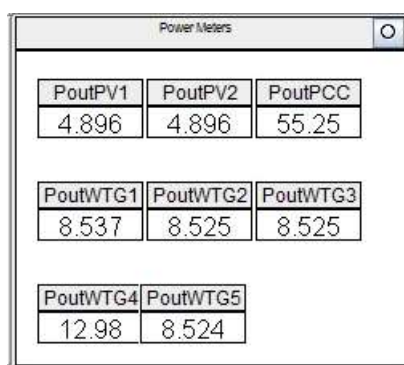 Power Meters
PoutPV1 PoutPV2 PoutPCC
4.896 4.896 55.25
PoutWTG1 PoutWTG2 PoutWTG3
8.537 8.525 8.525
PoutWTG4 PoutWTG5
12.98 8.524